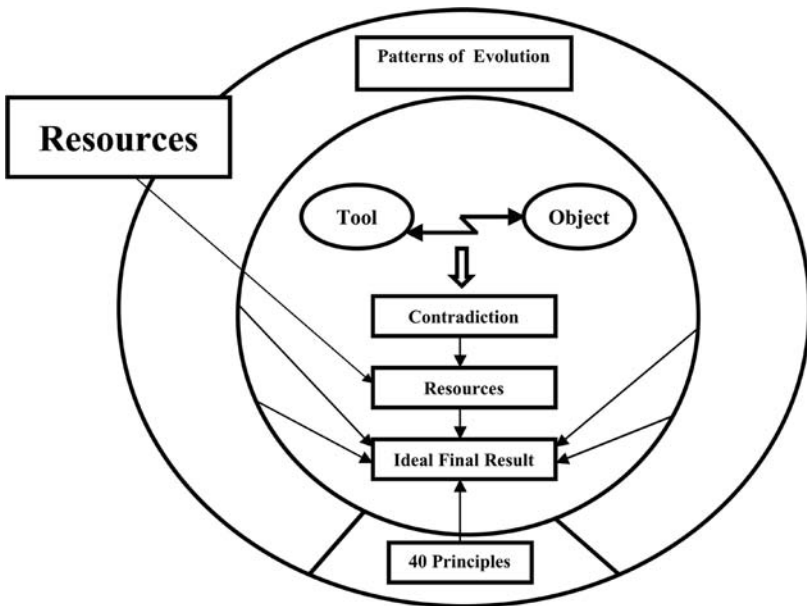 Patterns of Evolution
Resources
Tool
Object
Contradiction
Resources
Ideal Final Result
40 Principles